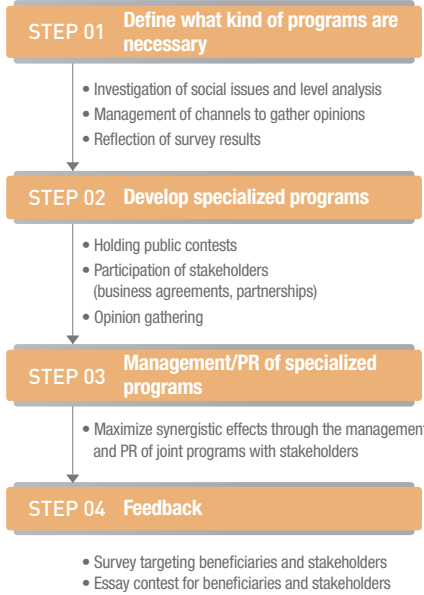 STEP 01 Define what kind of programs are
necessary
• Investigation of social issues and level analysis
• Management of channels to gather opinions
• Reflection of survey results
STEP 02 Develop specialized programs
• Holding public contests
• Participation of stakeholders
(business agreements, partnerships)
• Opinion gathering
STEP 03 Management/PR of specialized
programs
• Maximize synergistic effects through the management
and PR of joint programs with stakeholders
STEP 04 Feedback
• Survey targeting beneficiaries and stakeholders
• Essay contest for beneficiaries and stakeholders